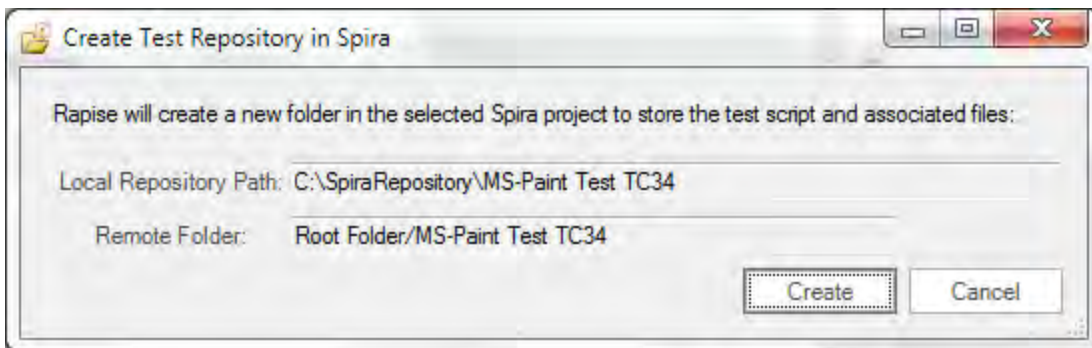 Create Test Repository in Spira
Rapise will create a new folder in the selected Spira project to store the test script and associated files:
Local Repository Path: C:\SpiraRepository\MS-Paint Test TC34
Remote Folder: Root Folder/MS-Paint Test TC34
Create Cancel